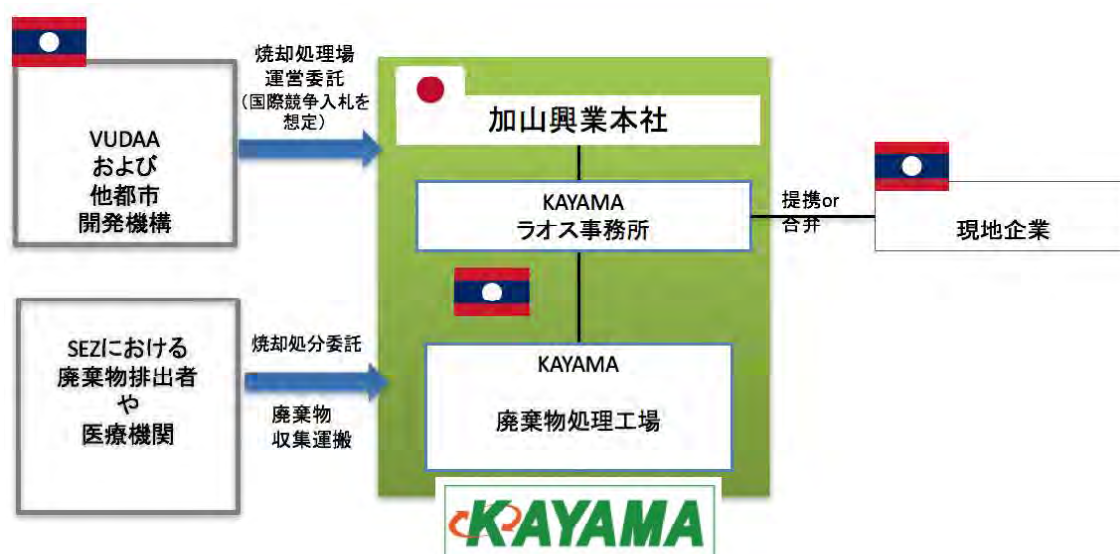 VUDAA
および
他都市
開発機構
焼却処理場
運営委託
（国際競争入札を
想定）
加山興業本社
KAYAMA
ラオス事務所
提携or
合弁
現地企業
SEZにおける
廃棄物排出者
や
医療機関
焼却処分委託
廃棄物
収集運搬
KAYAMA
廃棄物処理工場
KAYAMA